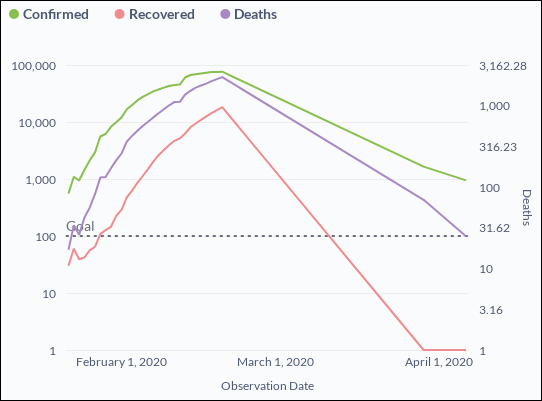 Confirmed Recovered Deaths
100,000
10,000
1,000
100
10
1
Goal
3,162.28
1,000
316.23
100
31.62
10
3.16
1
Deaths
February 1, 2020 March 1, 2020 April 1, 2020
Observation Date